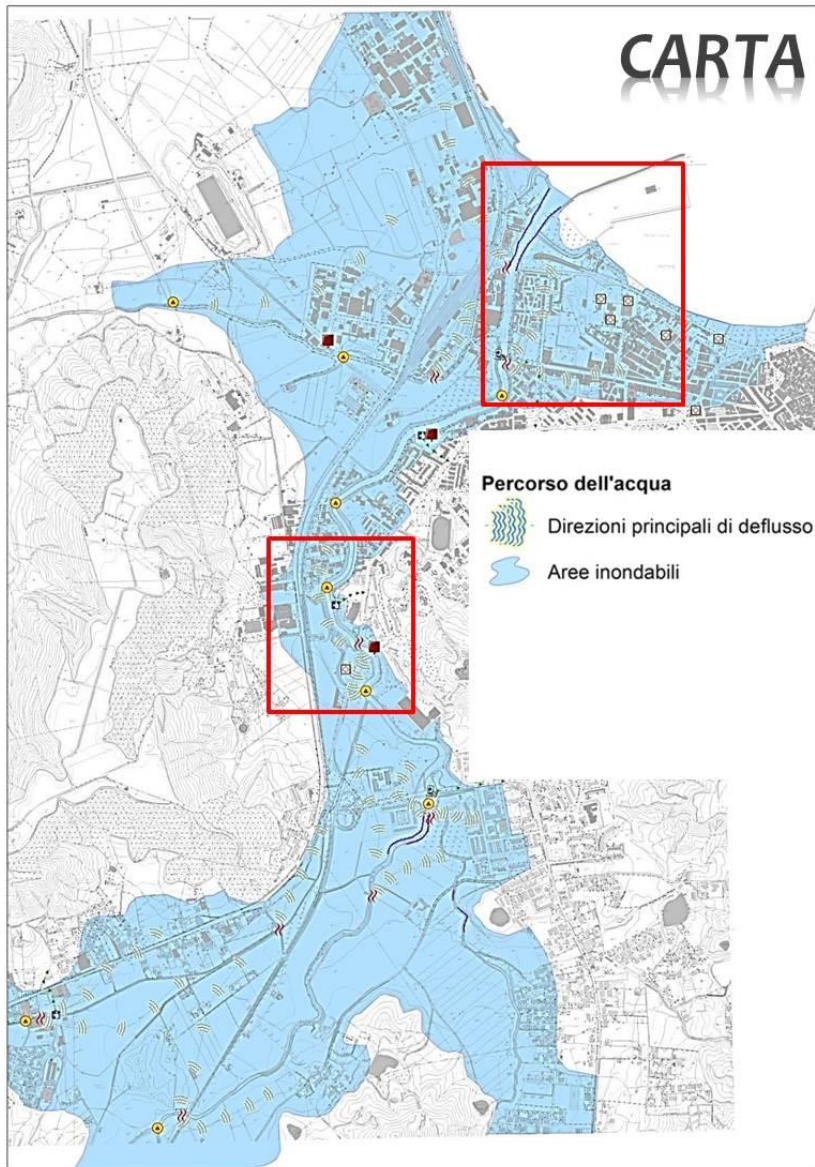 CARTA
Percorso dell'acqua
Direzioni principali di deflusso
Aree inondabili